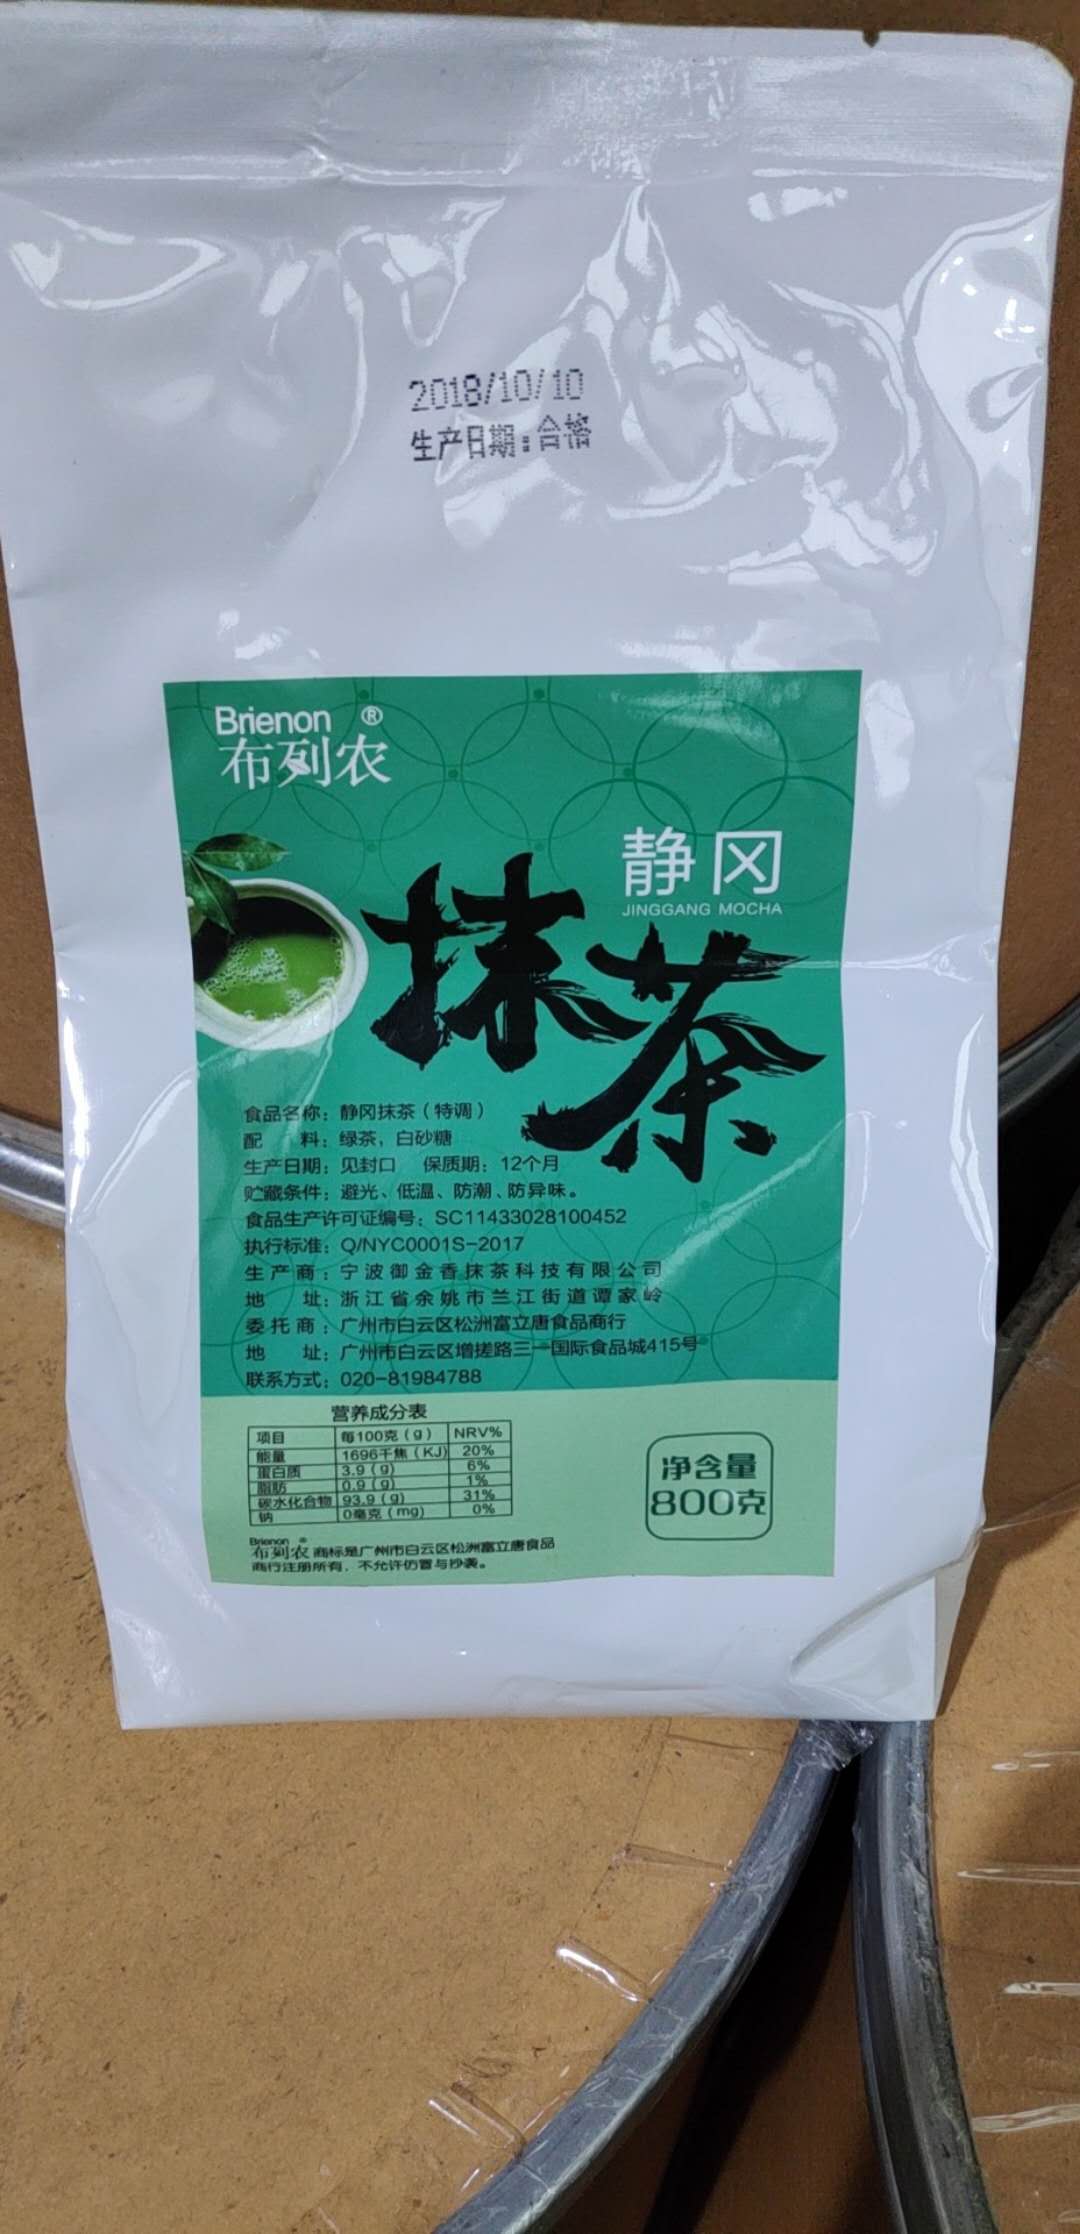 2018/10/10
生产日期:合格
Brienon ®
布列农
静冈
JINGGANG MOCHA
抹茶
食品名称：静冈抹茶（特调）
配 料：绿茶，白砂糖
生产日期：见封口 保质期：12个月
贮藏条件：避光、低温、防潮、防异味。
食品生产许可证编号：SC11433028100452
执行标准：Q/NYC0001S-2017
生产商：宁波御金香抹茶科技有限公司
地 址：浙江省余姚市兰江街道谭家岭
委托商：广州市白云区松洲富立唐食品商行
地 址：广州市白云区增搓路三一国际食品城415号
联系方式：020-81984788
营养成分表
项目 每100克（g） NRV%
能量 1696千焦（KJ） 20%
蛋白质 3.9（g） 6%
脂肪 0.9（g） 1%
碳水化合物 93.9（g） 31%
钠 0毫克（mg） 0%
净含量
800克
Brienon ®
布列农 商标是广州市白云区松洲富立唐食品
商行注册所有，不允许仿冒与抄袭。